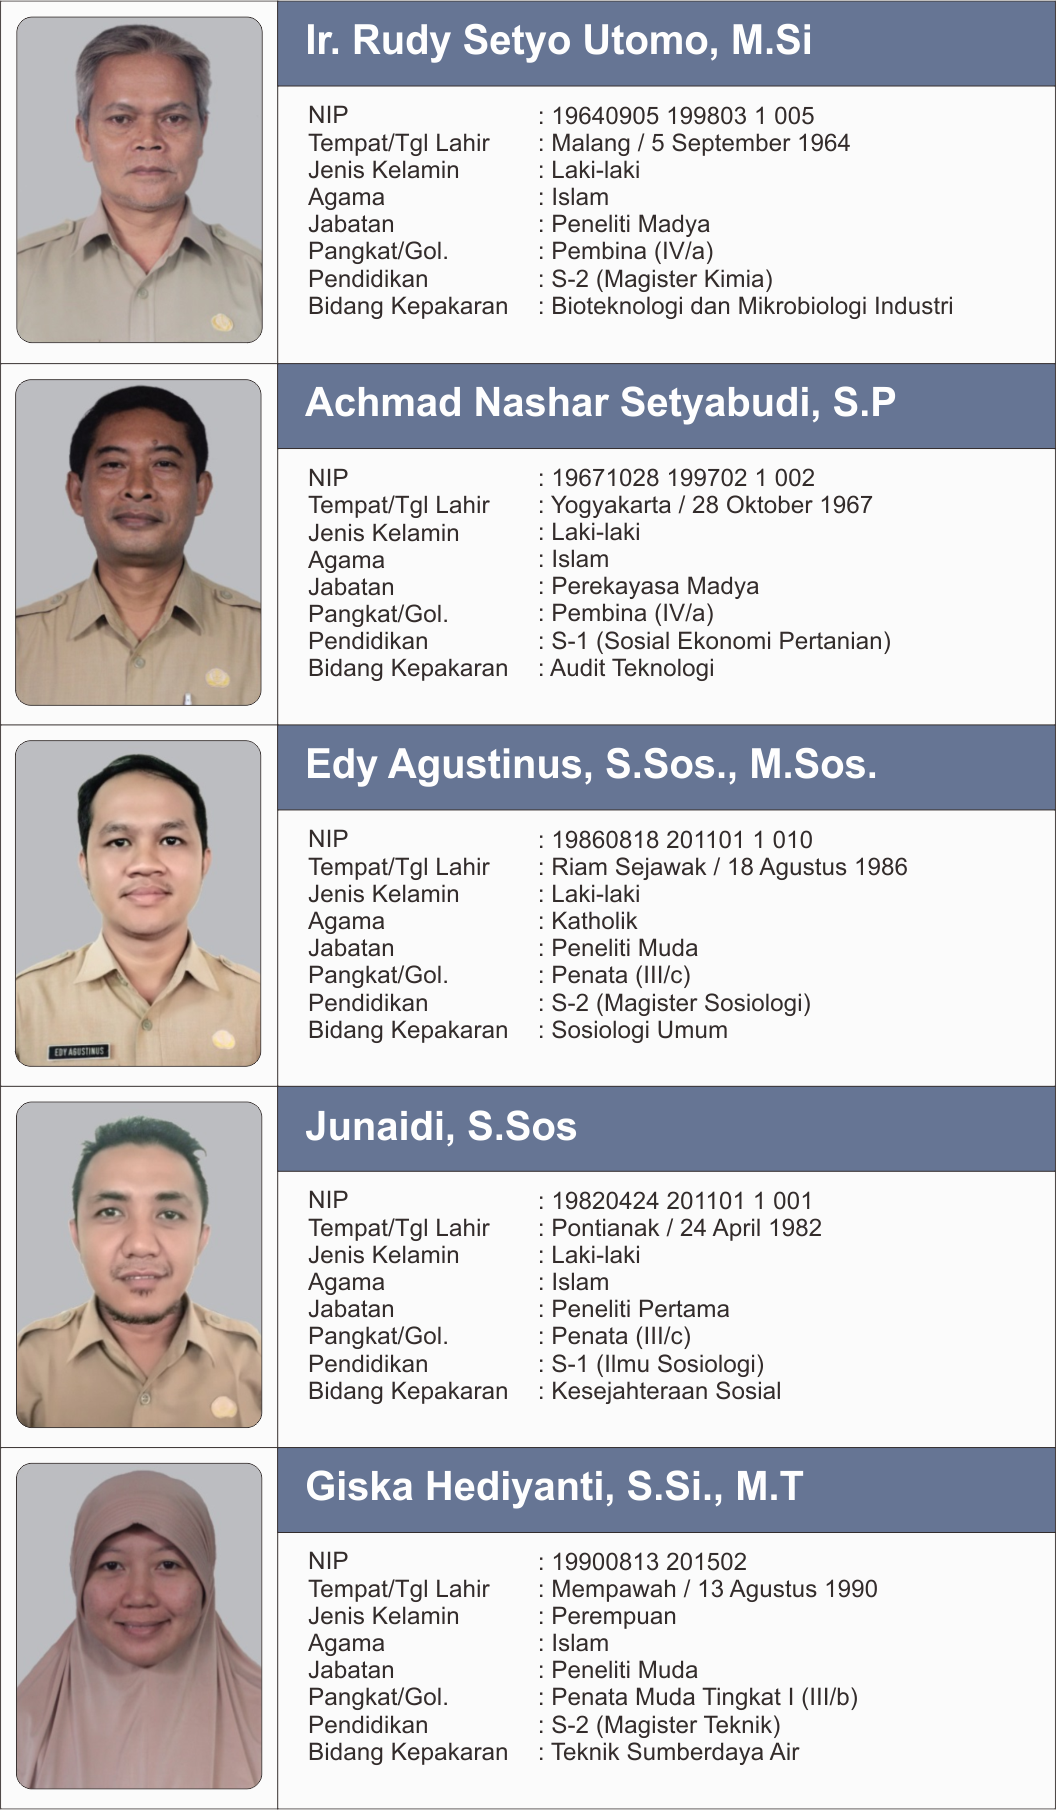 Ir. Rudy Setyo Utomo, M.Si
NIP : 19640905 199803 1 005
Tempat/Tgl Lahir : Malang / 5 September 1964
Jenis Kelamin : Laki-laki
Agama : Islam
Jabatan : Peneliti Madya
Pangkat/Gol. : Pembina (IV/a)
Pendidikan : S-2 (Magister Kimia)
Bidang Kepakaran : Bioteknologi dan Mikrobiologi Industri
Achmad Nashar Setyabudi, S.P
NIP : 19671028 199702 1 002
Tempat/Tgl Lahir : Yogyakarta / 28 Oktober 1967
Jenis Kelamin : Laki-laki
Agama : Islam
Jabatan : Perekayasa Madya
Pangkat/Gol. : Pembina (IV/a)
Pendidikan : S-1 (Sosial Ekonomi Pertanian)
Bidang Kepakaran : Audit Teknologi
Edy Agustinus, S.Sos., M.Sos.
NIP : 19860818 201101 1 010
Tempat/Tgl Lahir : Riam Sejawak / 18 Agustus 1986
Jenis Kelamin : Laki-laki
Agama : Katholik
Jabatan : Peneliti Muda
Pangkat/Gol. : Penata (III/c)
Pendidikan : S-2 (Magister Sosiologi)
Bidang Kepakaran : Sosiologi Umum
EDY AGUSTINUS
Junaidi, S.Sos
NIP : 19820424 201101 1 001
Tempat/Tgl Lahir : Pontianak / 24 April 1982
Jenis Kelamin : Laki-laki
Agama : Islam
Jabatan : Peneliti Pertama
Pangkat/Gol. : Penata (III/c)
Pendidikan : S-1 (Ilmu Sosiologi)
Bidang Kepakaran : Kesejahteraan Sosial
Giska Hediyanti, S.Si., M.T
NIP : 19900813 201502
Tempat/Tgl Lahir : Mempawah / 13 Agustus 1990
Jenis Kelamin : Perempuan
Agama : Islam
Jabatan : Peneliti Muda
Pangkat/Gol. : Penata Muda Tingkat I (III/b)
Pendidikan : S-2 (Magister Teknik)
Bidang Kepakaran : Teknik Sumberdaya Air